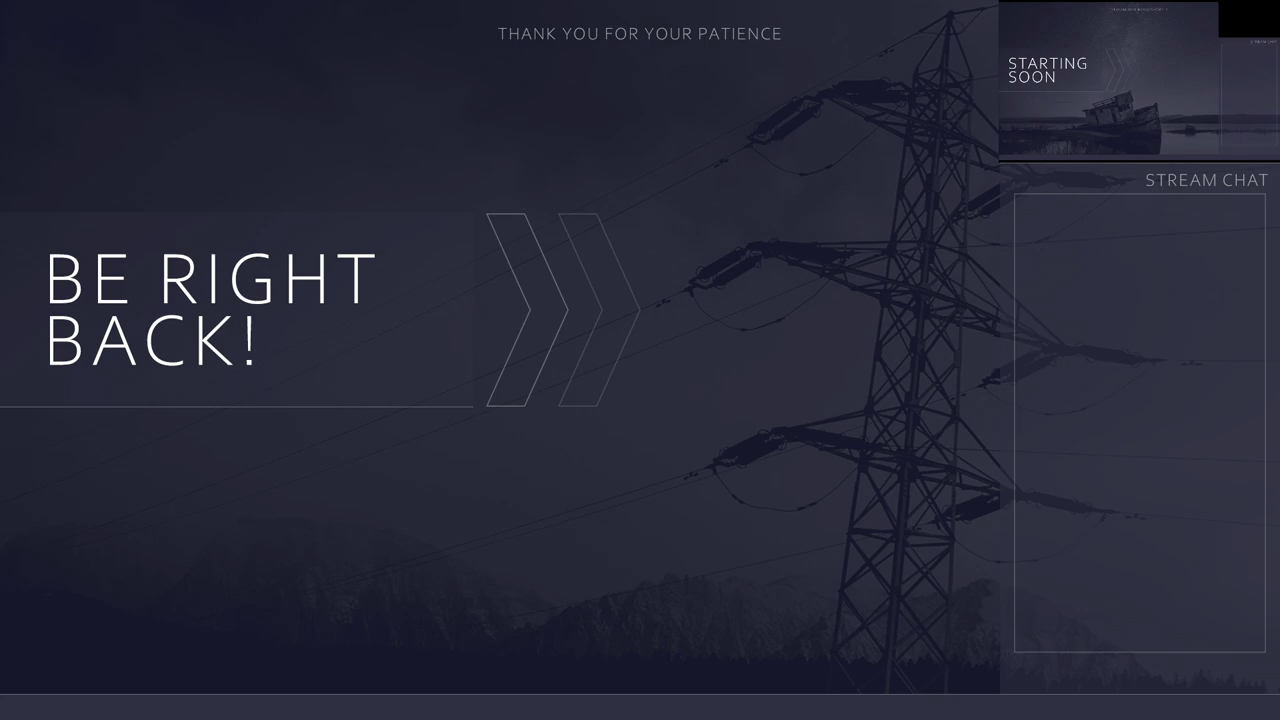 THANK YOU FOR YOUR PATIENCE
STARTING
SOON
STREAM CHAT
BE RIGHT
BACK!